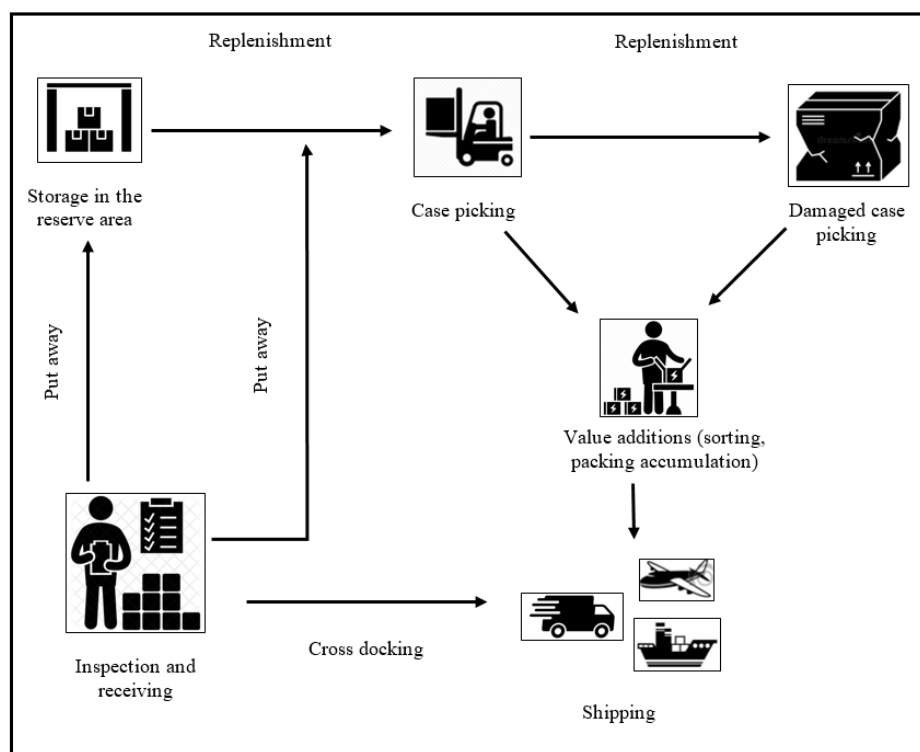 Replenishment
Replenishment
Storage in the
reserve area
Case picking
Damaged case
picking
Put away
Put away
Value additions (sorting,
packing accumulation)
Inspection and
receiving
Cross docking
Shipping